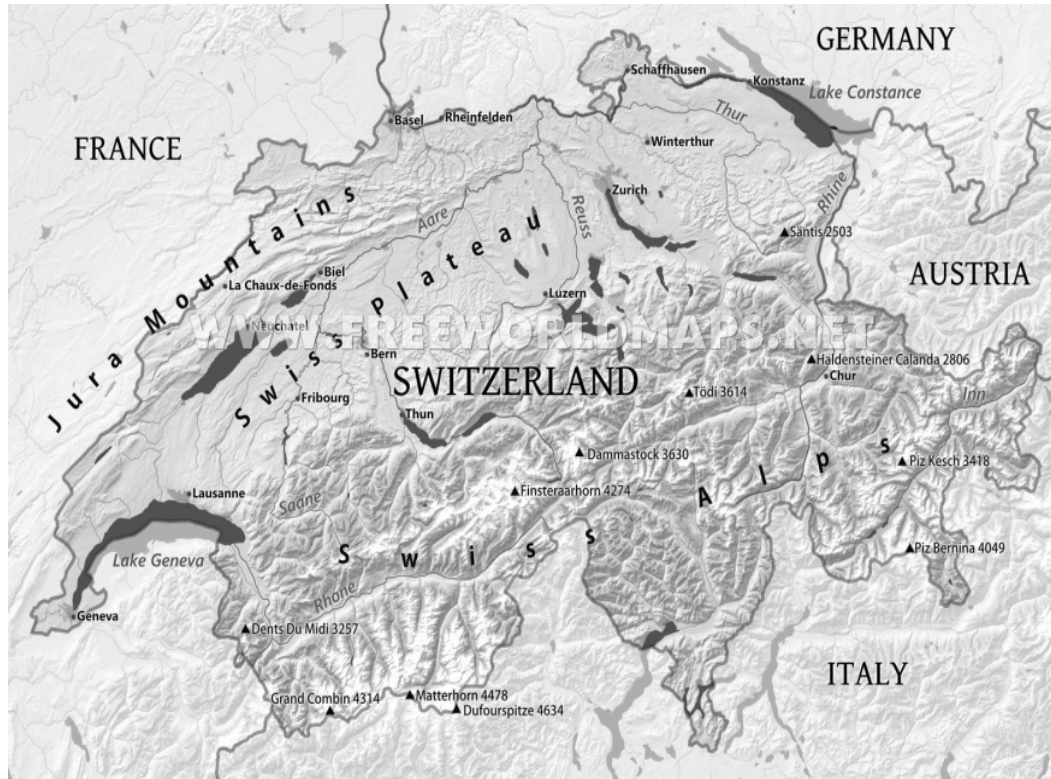 GERMANY
Schaffhausen
Konstanz
Lake Constance
Basel
Rheinfelden
Thur
Winterthur
FRANCE
Zurich
Rhine
Jura Mountains
Aare
Reuss
Swiss Plateau
Säntis 2503
Biel
La Chaux-de-Fonds
AUSTRIA
Luzern
Neuchatel
WWW.FREEWORLDMAPS.NET
Bern
Haldensteiner Calanda 2806
Chur
SWITZERLAND
Tödi 3614
Inn
Fribourg
Thun
Dammastock 3630
Piz Kesch 3418
Swiss Alps
Finsteraarhorn 4274
Lausanne
Saane
Piz Bernina 4049
Lake Geneva
Rhohe
Geneva
Dents Du Midi 3257
ITALY
Grand Combin 4314
Matterhorn 4478
Dufourspitze 4634